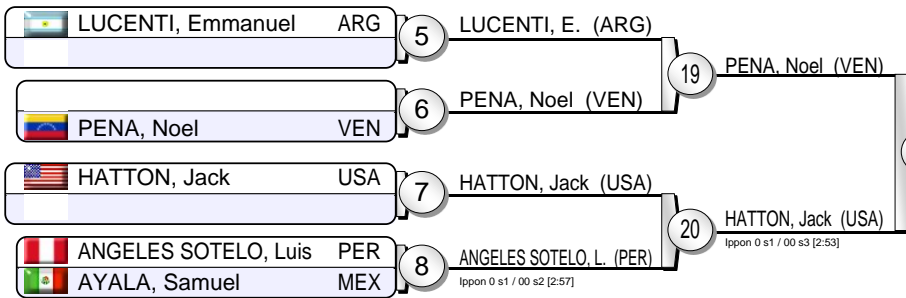 LUCENTI, Emmanuel ARG
5
LUCENTI, E. (ARG)
19
PENA, Noel (VEN)
6
PENA, Noel (VEN)
PENA, Noel VEN
HATTON, Jack USA
7
HATTON, Jack (USA)
20
HATTON, Jack (USA)
Ippon 0 s1 / 00 s3 [2:53]
ANGELES SOTELO, Luis PER
8
ANGELES SOTELO, L. (PER)
Ippon 0 s1 / 00 s2 [2:57]
AYALA, Samuel MEX